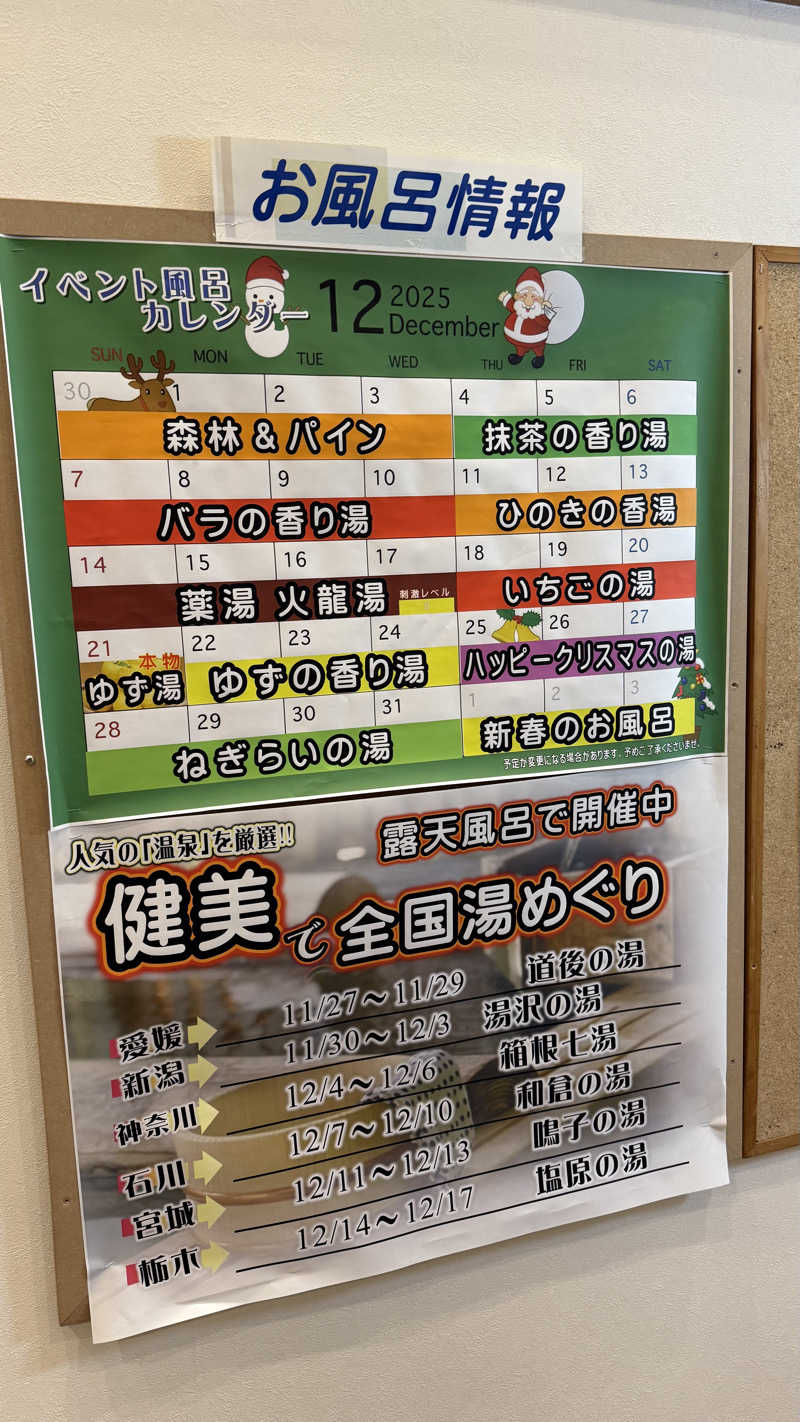 お風呂情報
イベント風呂
カレンダー
12 2025
December
SUN MON TUE WED THU FRI SAT
30 1 2 3 4 5 6
森林＆パイン 抹茶の香り湯
7 8 9 10 11 12 13
バラの香り湯 ひのきの香湯
14 15 16 17 18 19 20
薬湯 火龍湯 刺激レベル いちごの湯
21 22 23 24 25 26 27
本物
ゆず湯 ゆずの香り湯 ハッピークリスマスの湯
28 29 30 31 1 2 3
ねぎらいの湯 新春のお風呂
予定が変更になる場合があります。予めご了承くださいませ。
人気の「温泉」を厳選!!
露天風呂で開催中
健美で全国湯めぐり
愛媛 11/27～11/29 道後の湯
新潟 11/30～12/3 湯沢の湯
神奈川 12/4～12/6 箱根七湯
石川 12/7～12/10 和倉の湯
宮城 12/11～12/13 鳴子の湯
栃木 12/14～12/17 塩原の湯